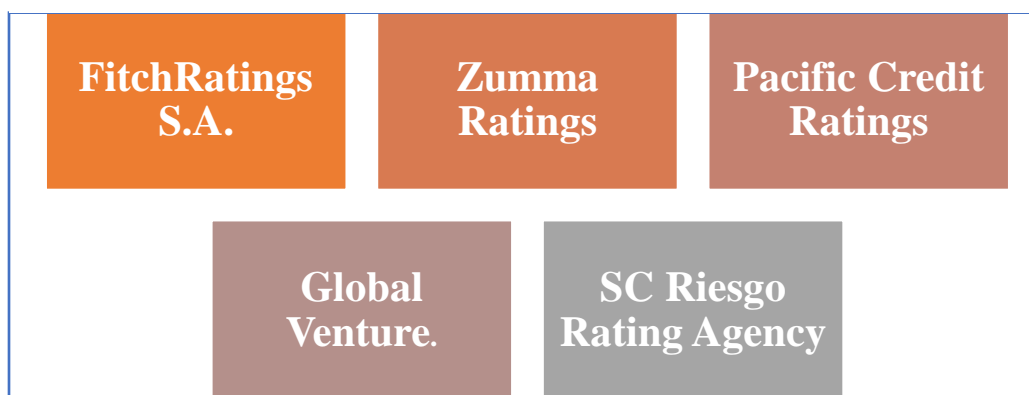 FitchRatings
S.A.
Zumma
Ratings
Pacific Credit
Ratings
Global
Venture.
SC Riesgo
Rating Agency